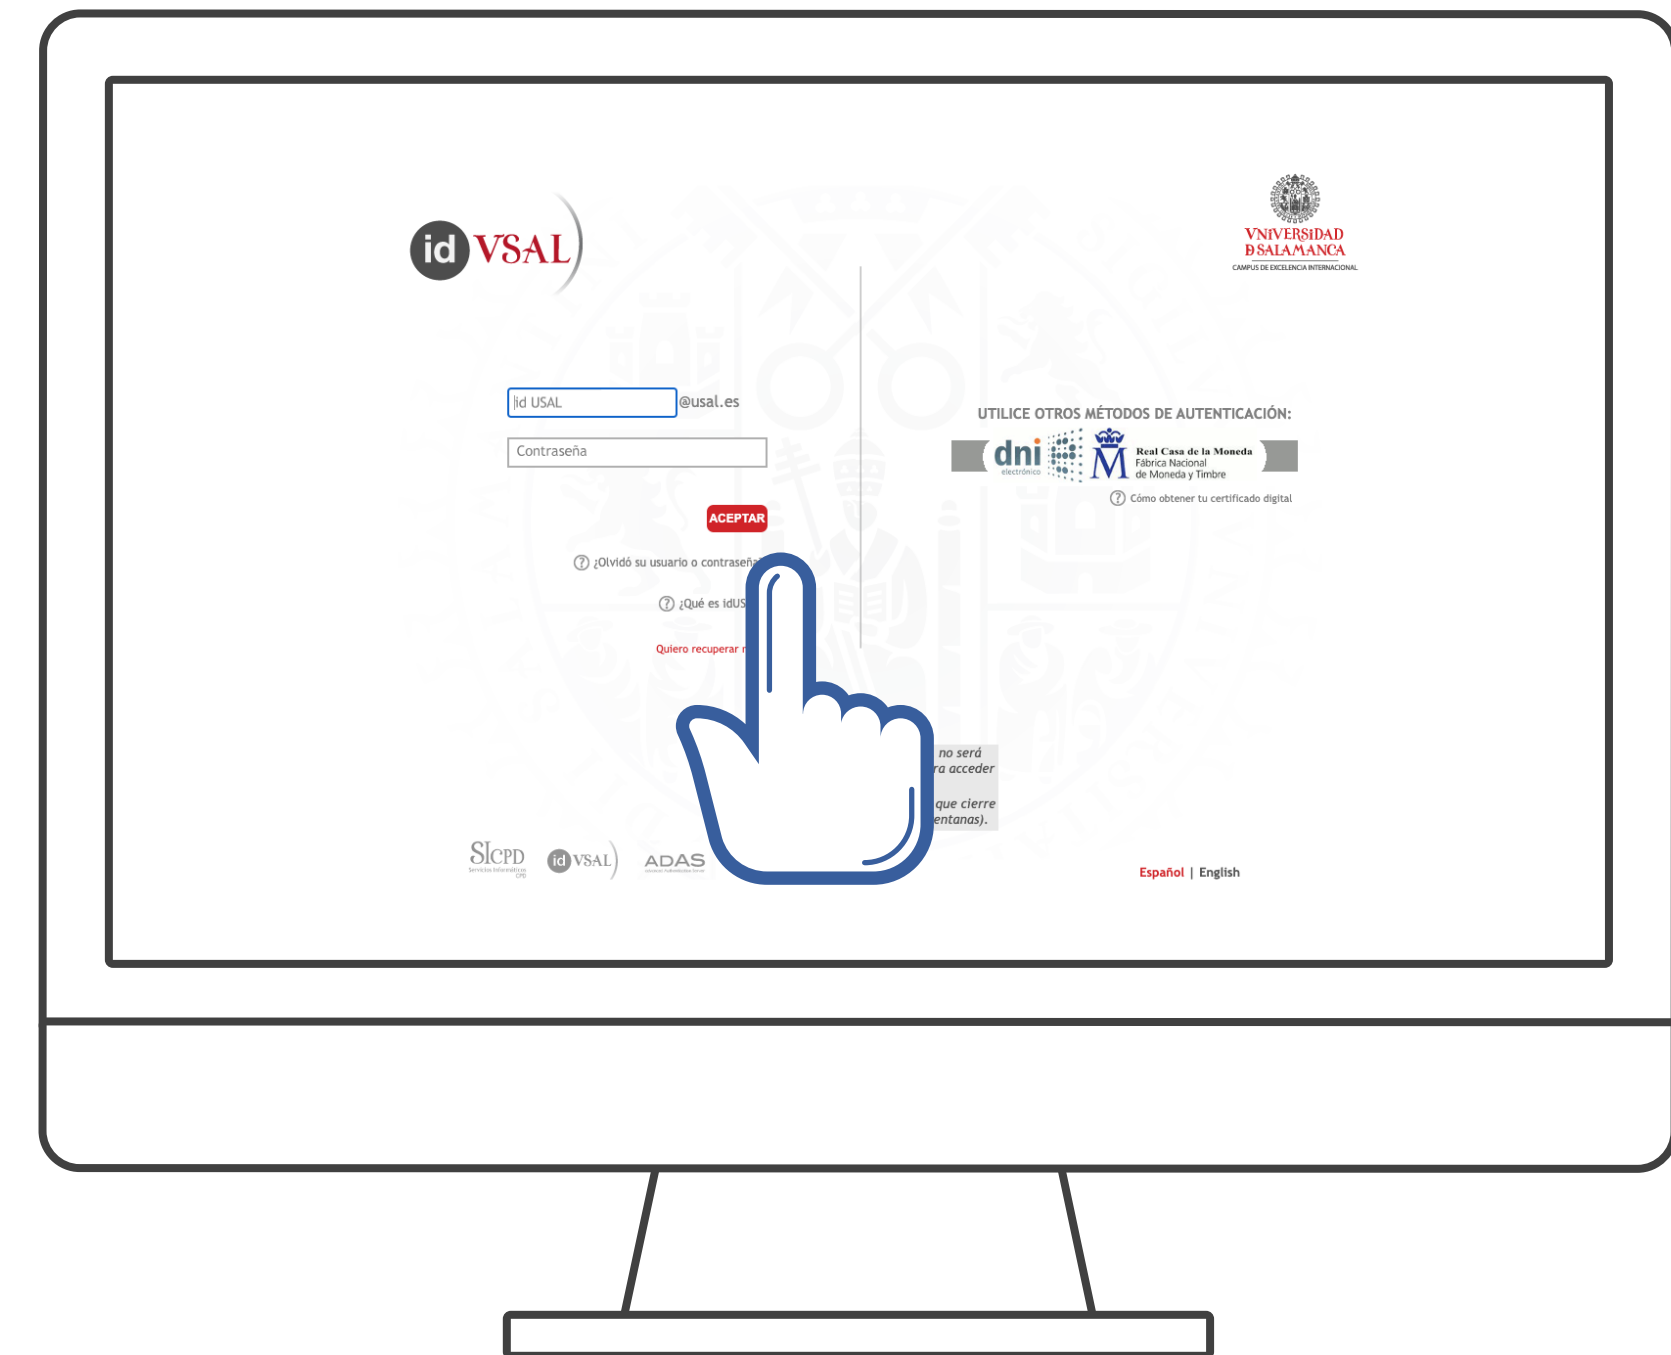 id VSAL
VNiVERSiDAD
D SALAMANCA
CAMPUS DE EXCELENCIA INTERNACIONAL
id USAL @usal.es
Contraseña
ACEPTAR
¿Olvidó su usuario o contraseña
¿Qué es idUS
Quiero recuperar
UTILICE OTROS MÉTODOS DE AUTENTICACIÓN:
dni
electrónico
Real Casa de la Moneda
Fábrica Nacional
de Moneda y Timbre
Cómo obtener tu certificado digital
no será
ra acceder
que cierre
entanas).
SICPD
Servicios Informáticos
CPD
id VSAL
ADAS
Español | English